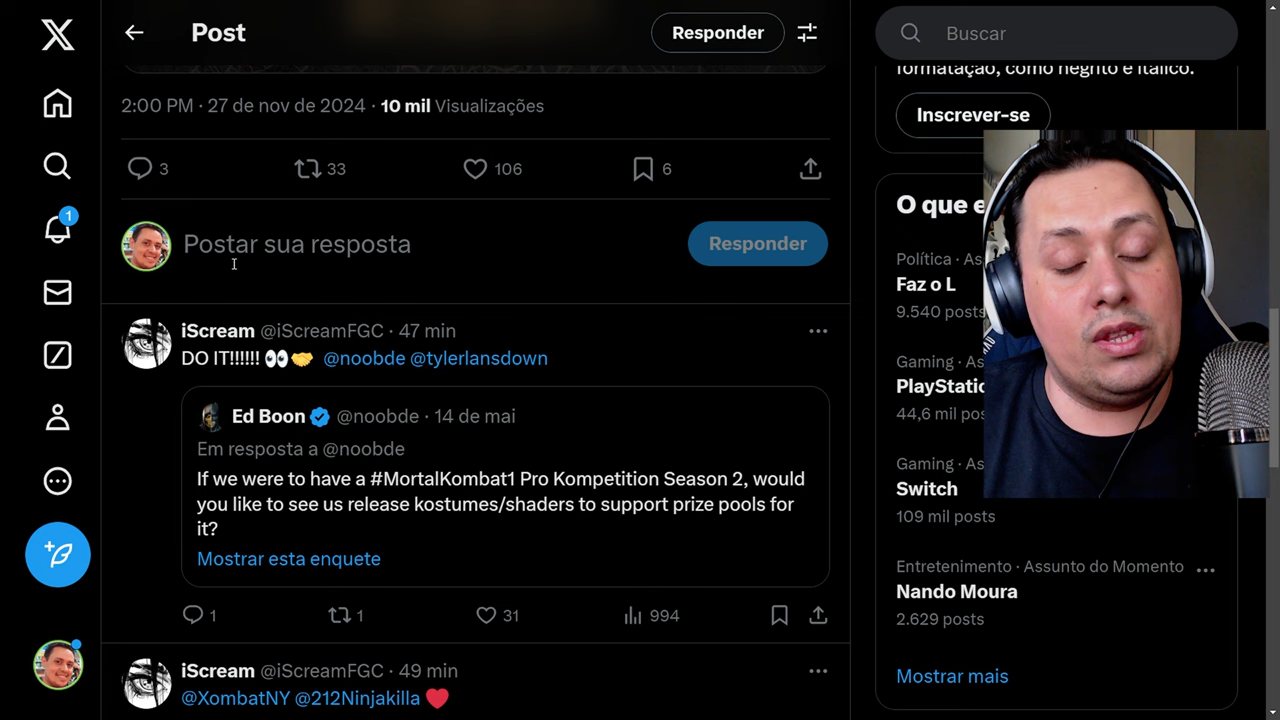 Post
Responder
Buscar
formatação, como negrito e itálico.
Inscrever-se
2:00 PM · 27 de nov de 2024 · 10 mil Visualizações
3
33
106
6
Postar sua resposta
Responder
1
O que e
Política · As
Faz o L
9.540 posts
Gaming · As
PlayStatio
44,6 mil pos
Gaming · As
Switch
109 mil posts
Entretenimento · Assunto do Momento
Nando Moura
2.629 posts
Mostrar mais
iScream @iScreamFGC · 47 min
DO IT!!!!!! 👀🤝 @noobde @tylerlansdown
Ed Boon @noobde · 14 de mai
Em resposta a @noobde
If we were to have a #MortalKombat1 Pro Kompetition Season 2, would
you like to see us release kostumes/shaders to support prize pools for
it?
Mostrar esta enquete
1
1
31
994
iScream @iScreamFGC · 49 min
@XombatNY @212Ninjakilla ❤️